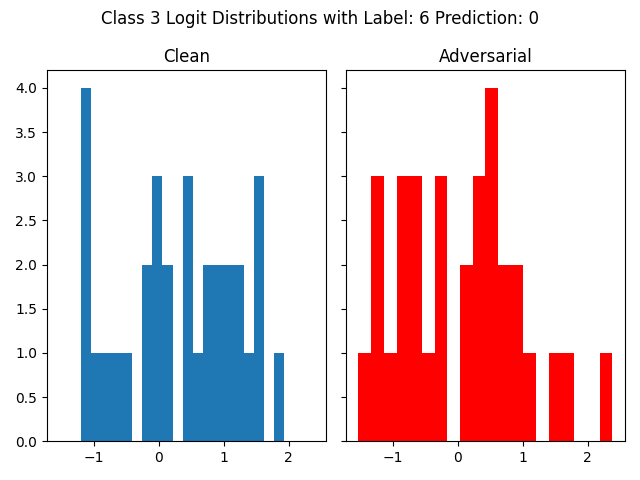 Class 3 Logit Distributions with Label: 6 Prediction: 0
Clean
Adversarial
4.0
3.5
3.0
2.5
2.0
1.5
1.0
0.5
0.0
−1 0 1 2
−1 0 1 2